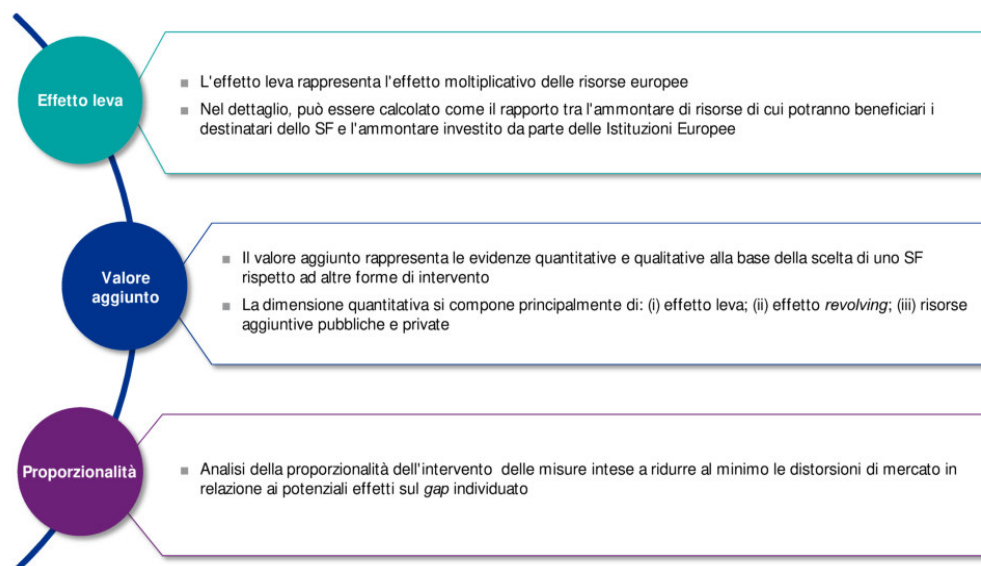 Effetto leva
L'effetto leva rappresenta l'effetto moltiplicativo delle risorse europee
Nel dettaglio, può essere calcolato come il rapporto tra l'ammontare di risorse di cui potranno beneficiari i
destinatari dello SF e l'ammontare investito da parte delle Istituzioni Europee
Valore
aggiunto
Il valore aggiunto rappresenta le evidenze quantitative e qualitative alla base della scelta di uno SF
rispetto ad altre forme di intervento
La dimensione quantitativa si compone principalmente di: (i) effetto leva; (ii) effetto revolving; (iii) risorse
aggiuntive pubbliche e private
Proporzionalità
Analisi della proporzionalità dell'intervento delle misure intese a ridurre al minimo le distorsioni di mercato in
relazione ai potenziali effetti sul gap individuato